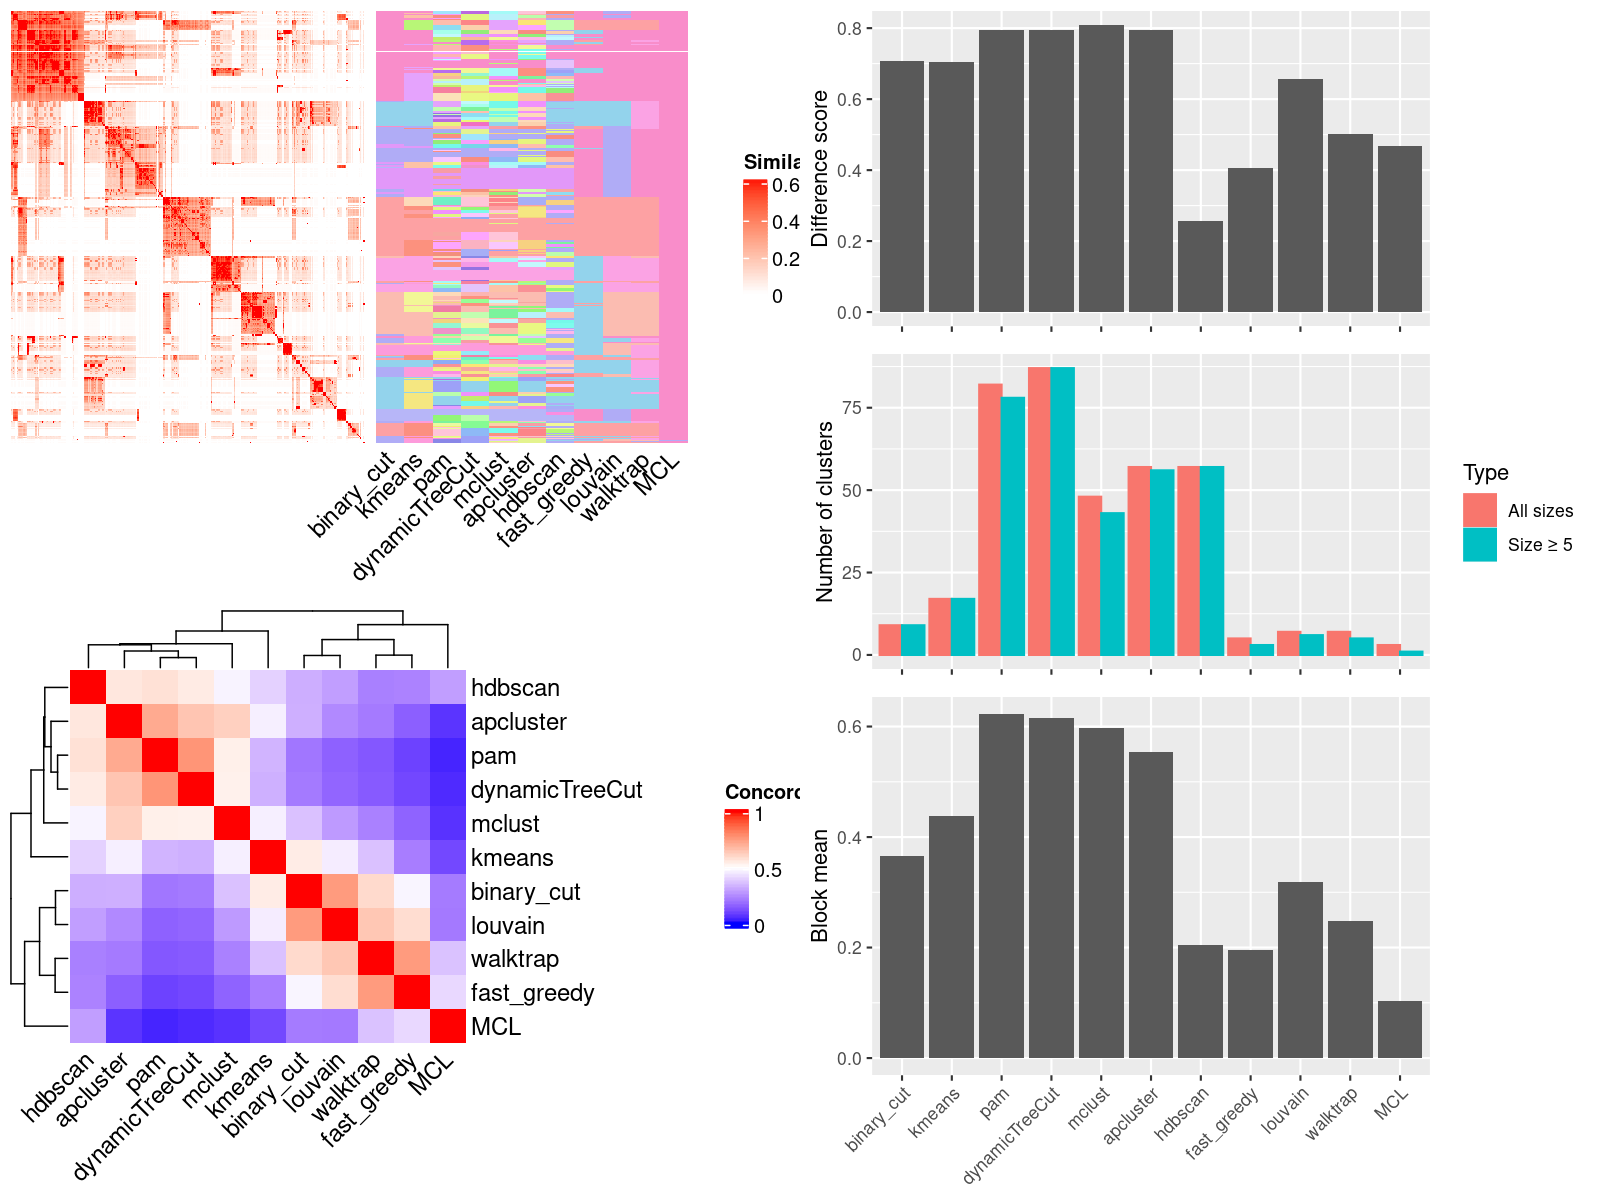 Simila
0.6
0.4
0.2
0
binary_cut
kmeans
pam
dynamicTreeCut
mclust
apcluster
hdbscan
fast_greedy
louvain
walktrap
MCL
Difference score
0.8
0.6
0.4
0.2
0.0
Number of clusters
75
50
25
0
Type
All sizes
Size ≥ 5
hdbscan
apcluster
pam
dynamicTreeCut
mclust
kmeans
binary_cut
louvain
walktrap
fast_greedy
MCL
hdbscan
apcluster
pam
dynamicTreeCut
mclust
kmeans
binary_cut
louvain
walktrap
fast_greedy
MCL
Concord
1
0.5
0
Block mean
0.6
0.4
0.2
0.0
binary_cut
kmeans
pam
dynamicTreeCut
mclust
apcluster
hdbscan
fast_greedy
louvain
walktrap
MCL